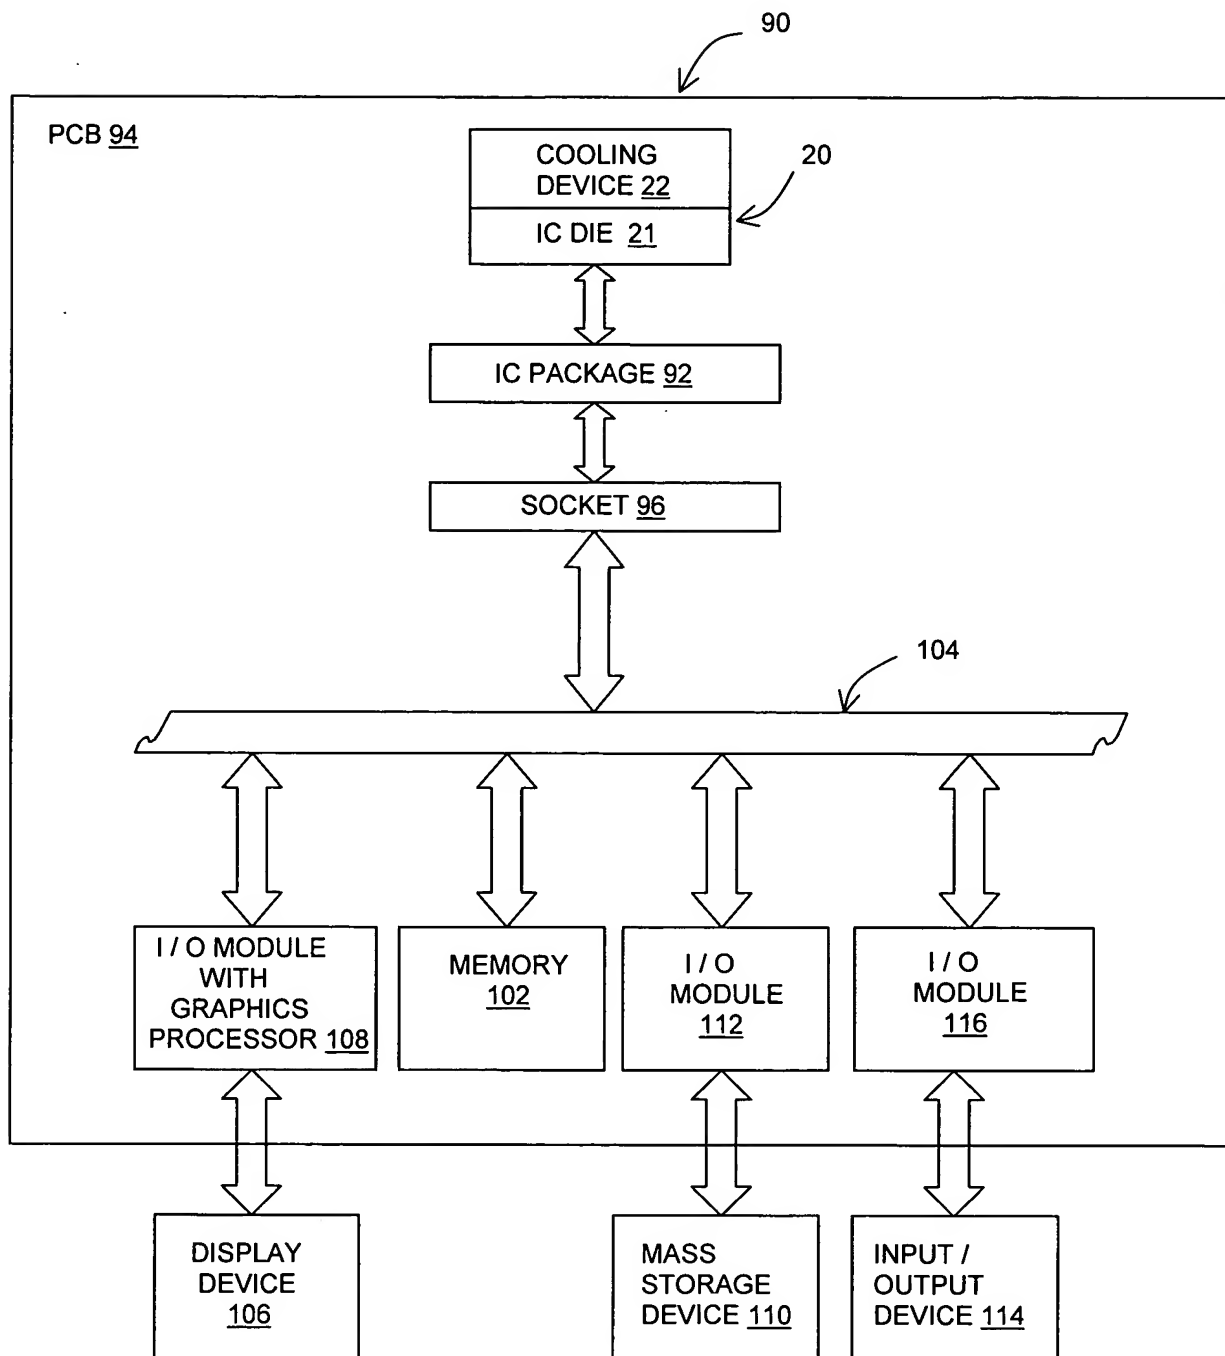 90
PCB 94
COOLING
DEVICE 22
20
IC DIE 21
IC PACKAGE 92
SOCKET 96
104
I / O MODULE
WITH
GRAPHICS
PROCESSOR 108
MEMORY
102
I / O
MODULE
112
I / O
MODULE
116
DISPLAY
DEVICE
106
MASS
STORAGE
DEVICE 110
INPUT /
OUTPUT
DEVICE 114